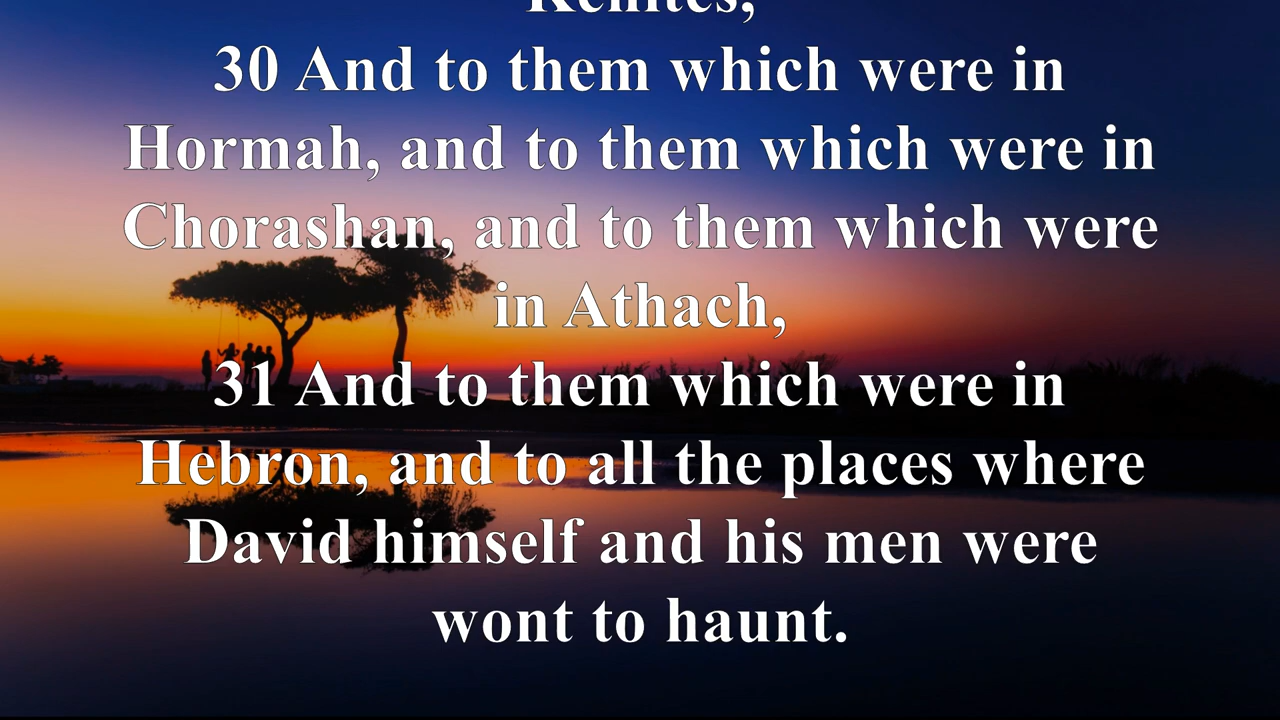 Kenites,
30 And to them which were in
Hormah, and to them which were in
Chorashan, and to them which were
in Athach,
31 And to them which were in
Hebron, and to all the places where
David himself and his men were
wont to haunt.